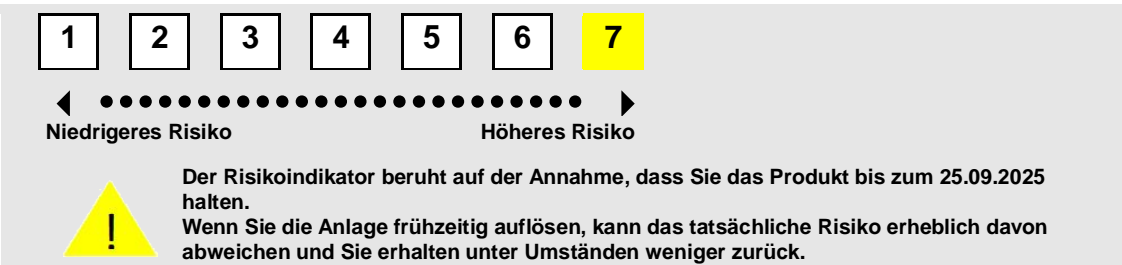 1 2 3 4 5 6 7
Niedrigeres Risiko Höheres Risiko
Der Risikoindikator beruht auf der Annahme, dass Sie das Produkt bis zum 25.09.2025
halten.
Wenn Sie die Anlage frühzeitig auflösen, kann das tatsächliche Risiko erheblich davon
abweichen und Sie erhalten unter Umständen weniger zurück.
!